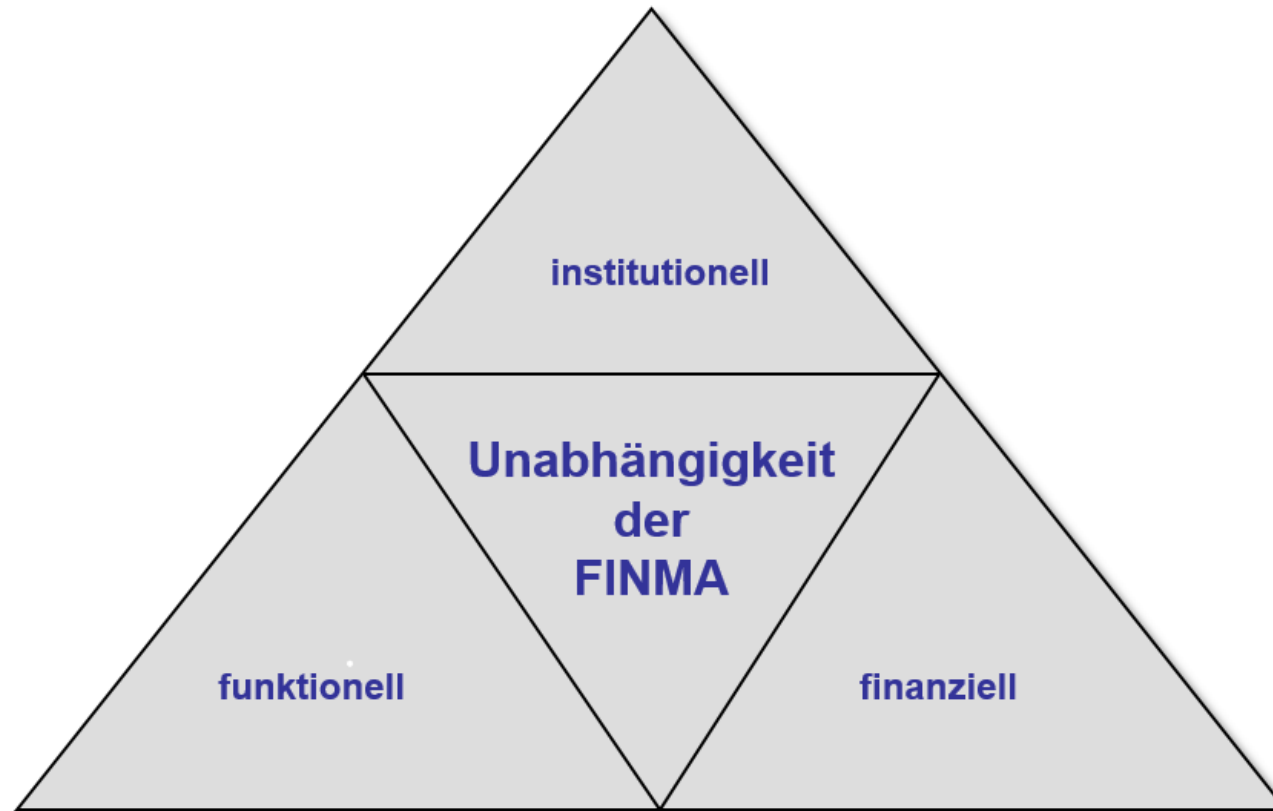 institutionell
Unabhängigkeit
der
FINMA
funktionell
finanziell